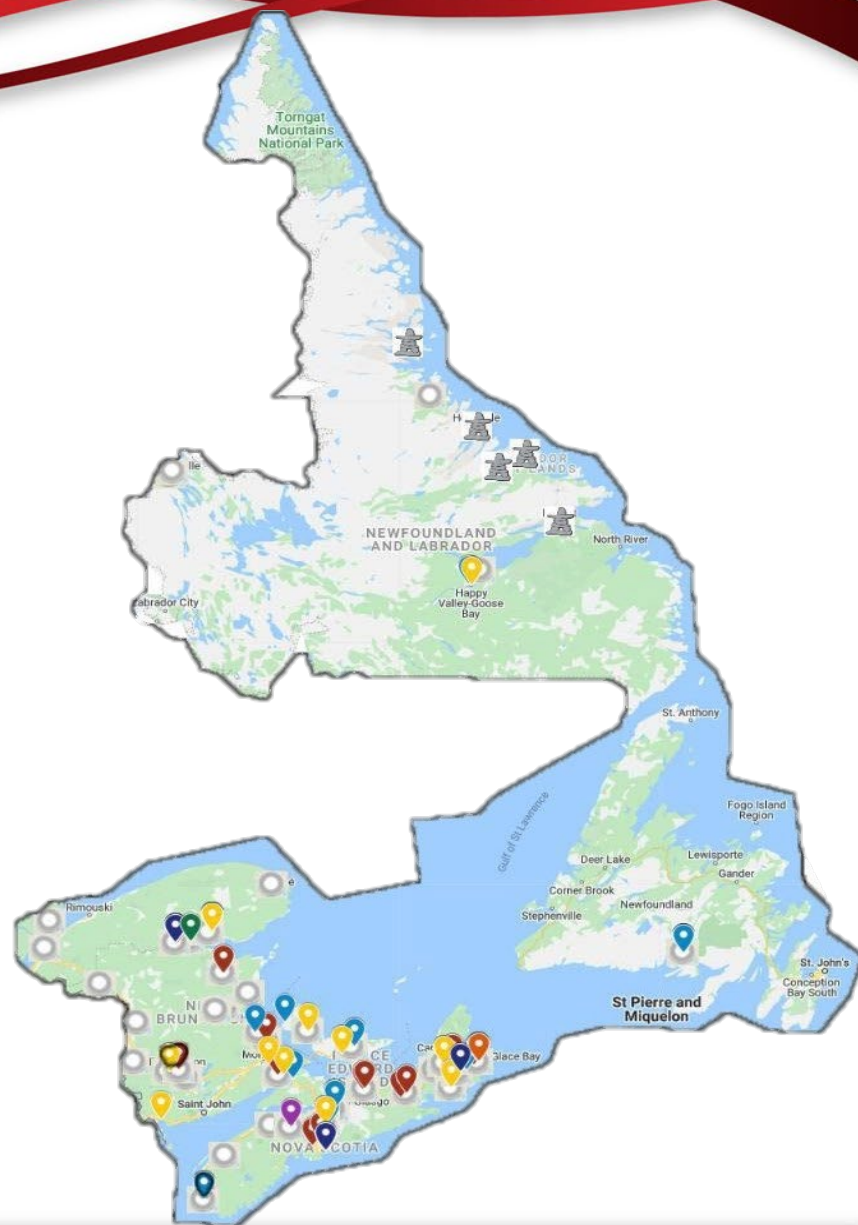 Torngat
Mountains
National Park
NEWFOUNDLAND
AND LABRADOR
North River
Happy
Valley-Goose
Bay
abrador City
St. Anthony
Gulf of St Lawrence
Fogo Island
Region
Deer Lake
Lewisporte
Gander
Corner Brook
Newfoundland
Stephenville
Rimouski
St. John's
Conception
Bay South
St Pierre and
Miquelon
Glace Bay
Saint John